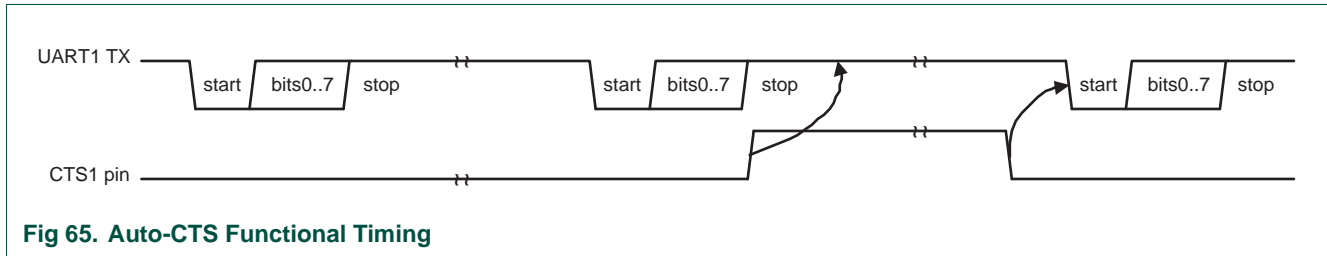 UART1 TX
start bits0..7 stop start bits0..7 stop start bits0..7 stop
CTS1 pin
Fig 65. Auto-CTS Functional Timing